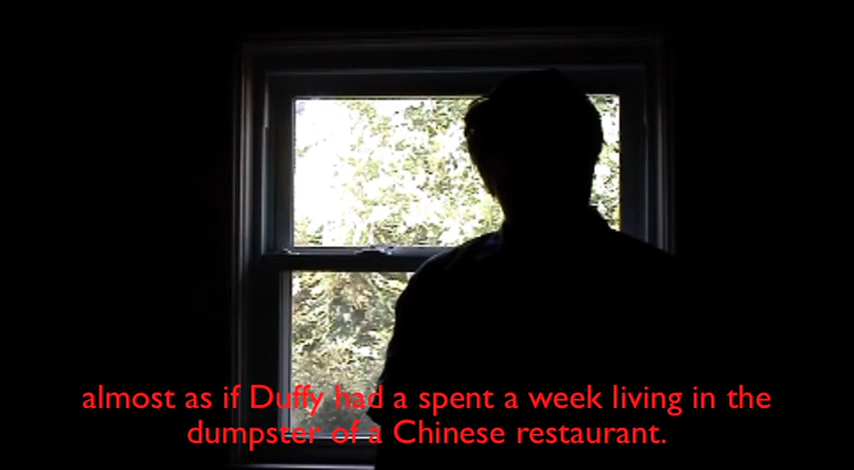 almost as if Duffy had a spent a week living in the
dumpster of a Chinese restaurant.